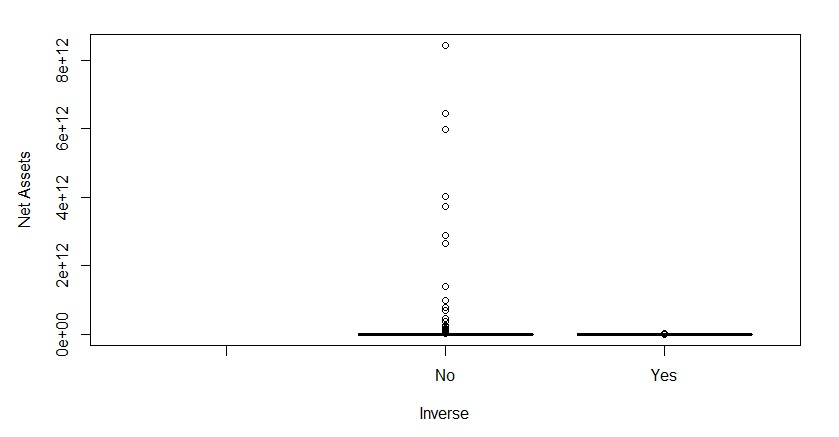 8e+12
6e+12
4e+12
2e+12
0e+00
Net Assets
No
Yes
Inverse